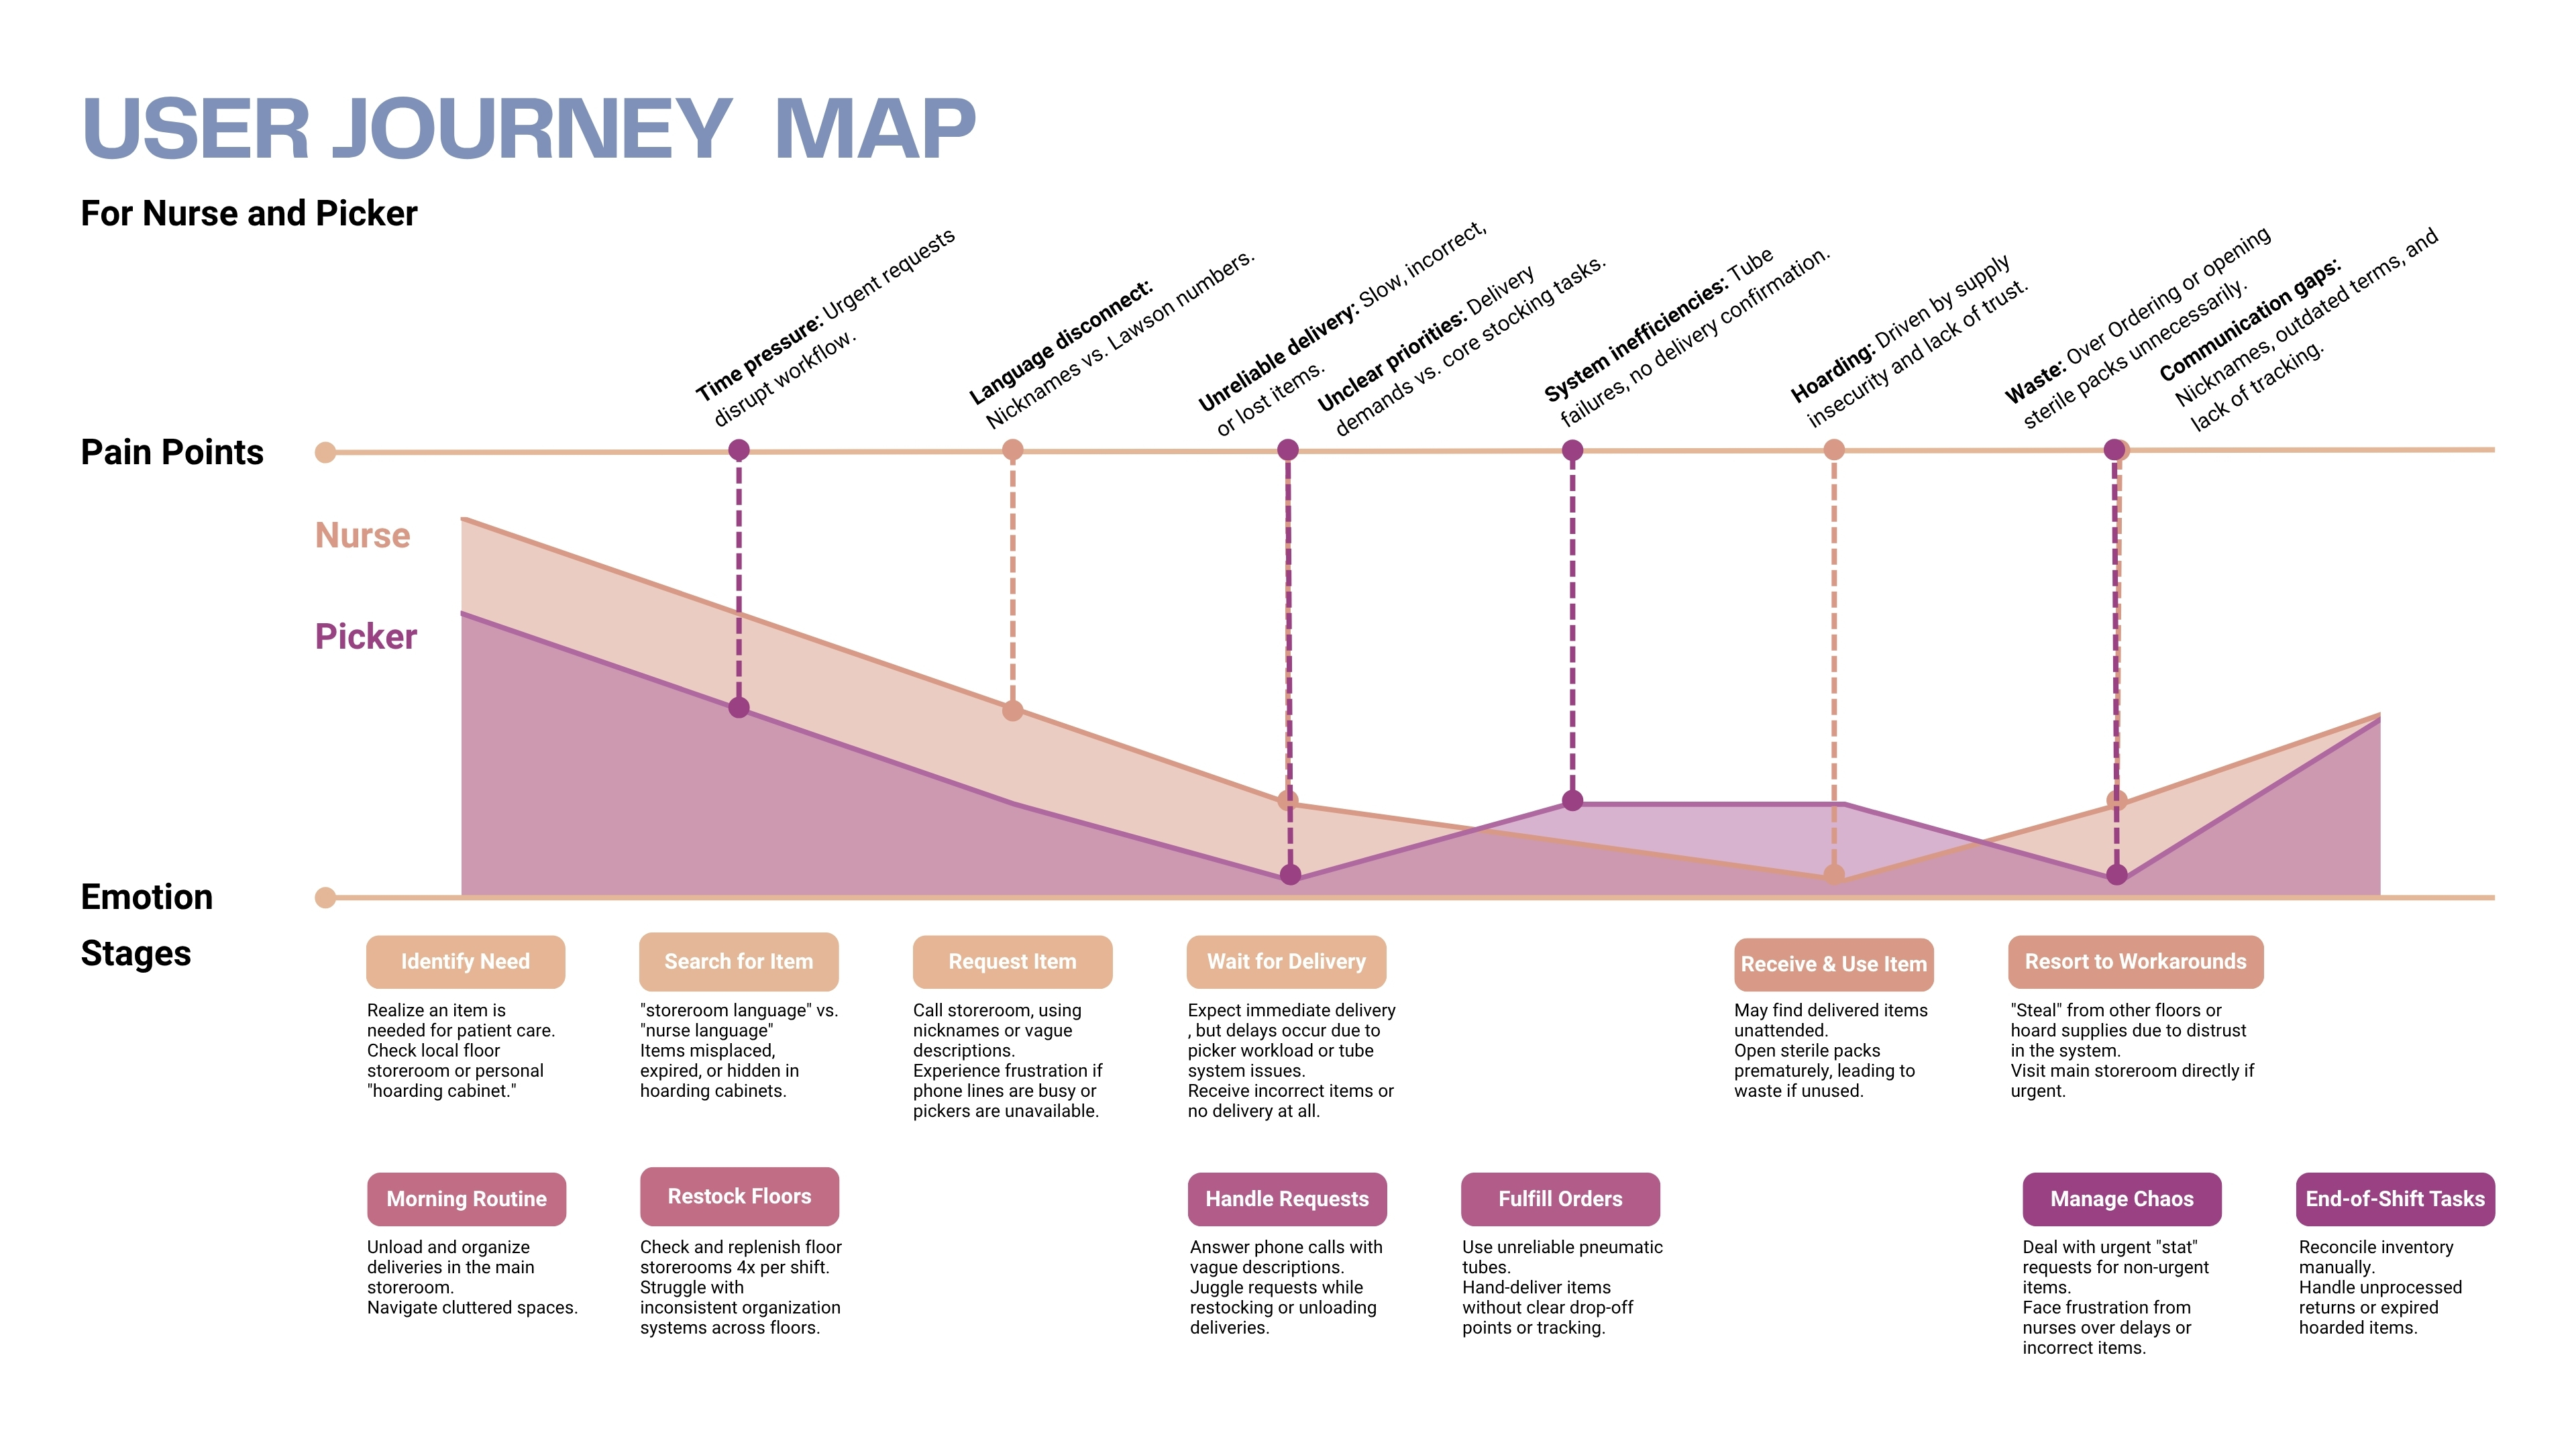 USER JOURNEY MAP
For Nurse and Picker
Time pressure: Urgent requests
disrupt workflow.
Language disconnect:
Nicknames vs. Lawson numbers.
Unreliable delivery: Slow, incorrect,
or lost items.
Unclear priorities: Delivery
demands vs. core stocking tasks.
System inefficiencies: Tube
failures, no delivery confirmation.
Hoarding: Driven by supply
insecurity and lack of trust.
Waste: Over Ordering or opening
sterile packs unnecessarily.
Communication gaps:
Nicknames, outdated terms, and
lack of tracking.
Pain Points
Nurse
Picker
Emotion
Stages
Identify Need
Realize an item is
needed for patient care.
Check local floor
storeroom or personal
"hoarding cabinet."
Search for Item
"storeroom language" vs.
"nurse language"
Items misplaced,
expired, or hidden in
hoarding cabinets.
Request Item
Call storeroom, using
nicknames or vague
descriptions.
Experience frustration if
phone lines are busy or
pickers are unavailable.
Wait for Delivery
Expect immediate delivery
, but delays occur due to
picker workload or tube
system issues.
Receive incorrect items or
no delivery at all.
Receive & Use Item
May find delivered items
unattended.
Open sterile packs
prematurely, leading to
waste if unused.
Resort to Workarounds
"Steal" from other floors or
hoard supplies due to distrust
in the system.
Visit main storeroom directly if
urgent.
Morning Routine
Unload and organize
deliveries in the main
storeroom.
Navigate cluttered spaces.
Restock Floors
Check and replenish floor
storerooms 4x per shift.
Struggle with
inconsistent organization
systems across floors.
Handle Requests
Answer phone calls with
vague descriptions.
Juggle requests while
restocking or unloading
deliveries.
Fulfill Orders
Use unreliable pneumatic
tubes.
Hand-deliver items
without clear drop-off
points or tracking.
Manage Chaos
Deal with urgent "stat"
requests for non-urgent
items.
Face frustration from
nurses over delays or
incorrect items.
End-of-Shift Tasks
Reconcile inventory
manually.
Handle unprocessed
returns or expired
hoarded items.